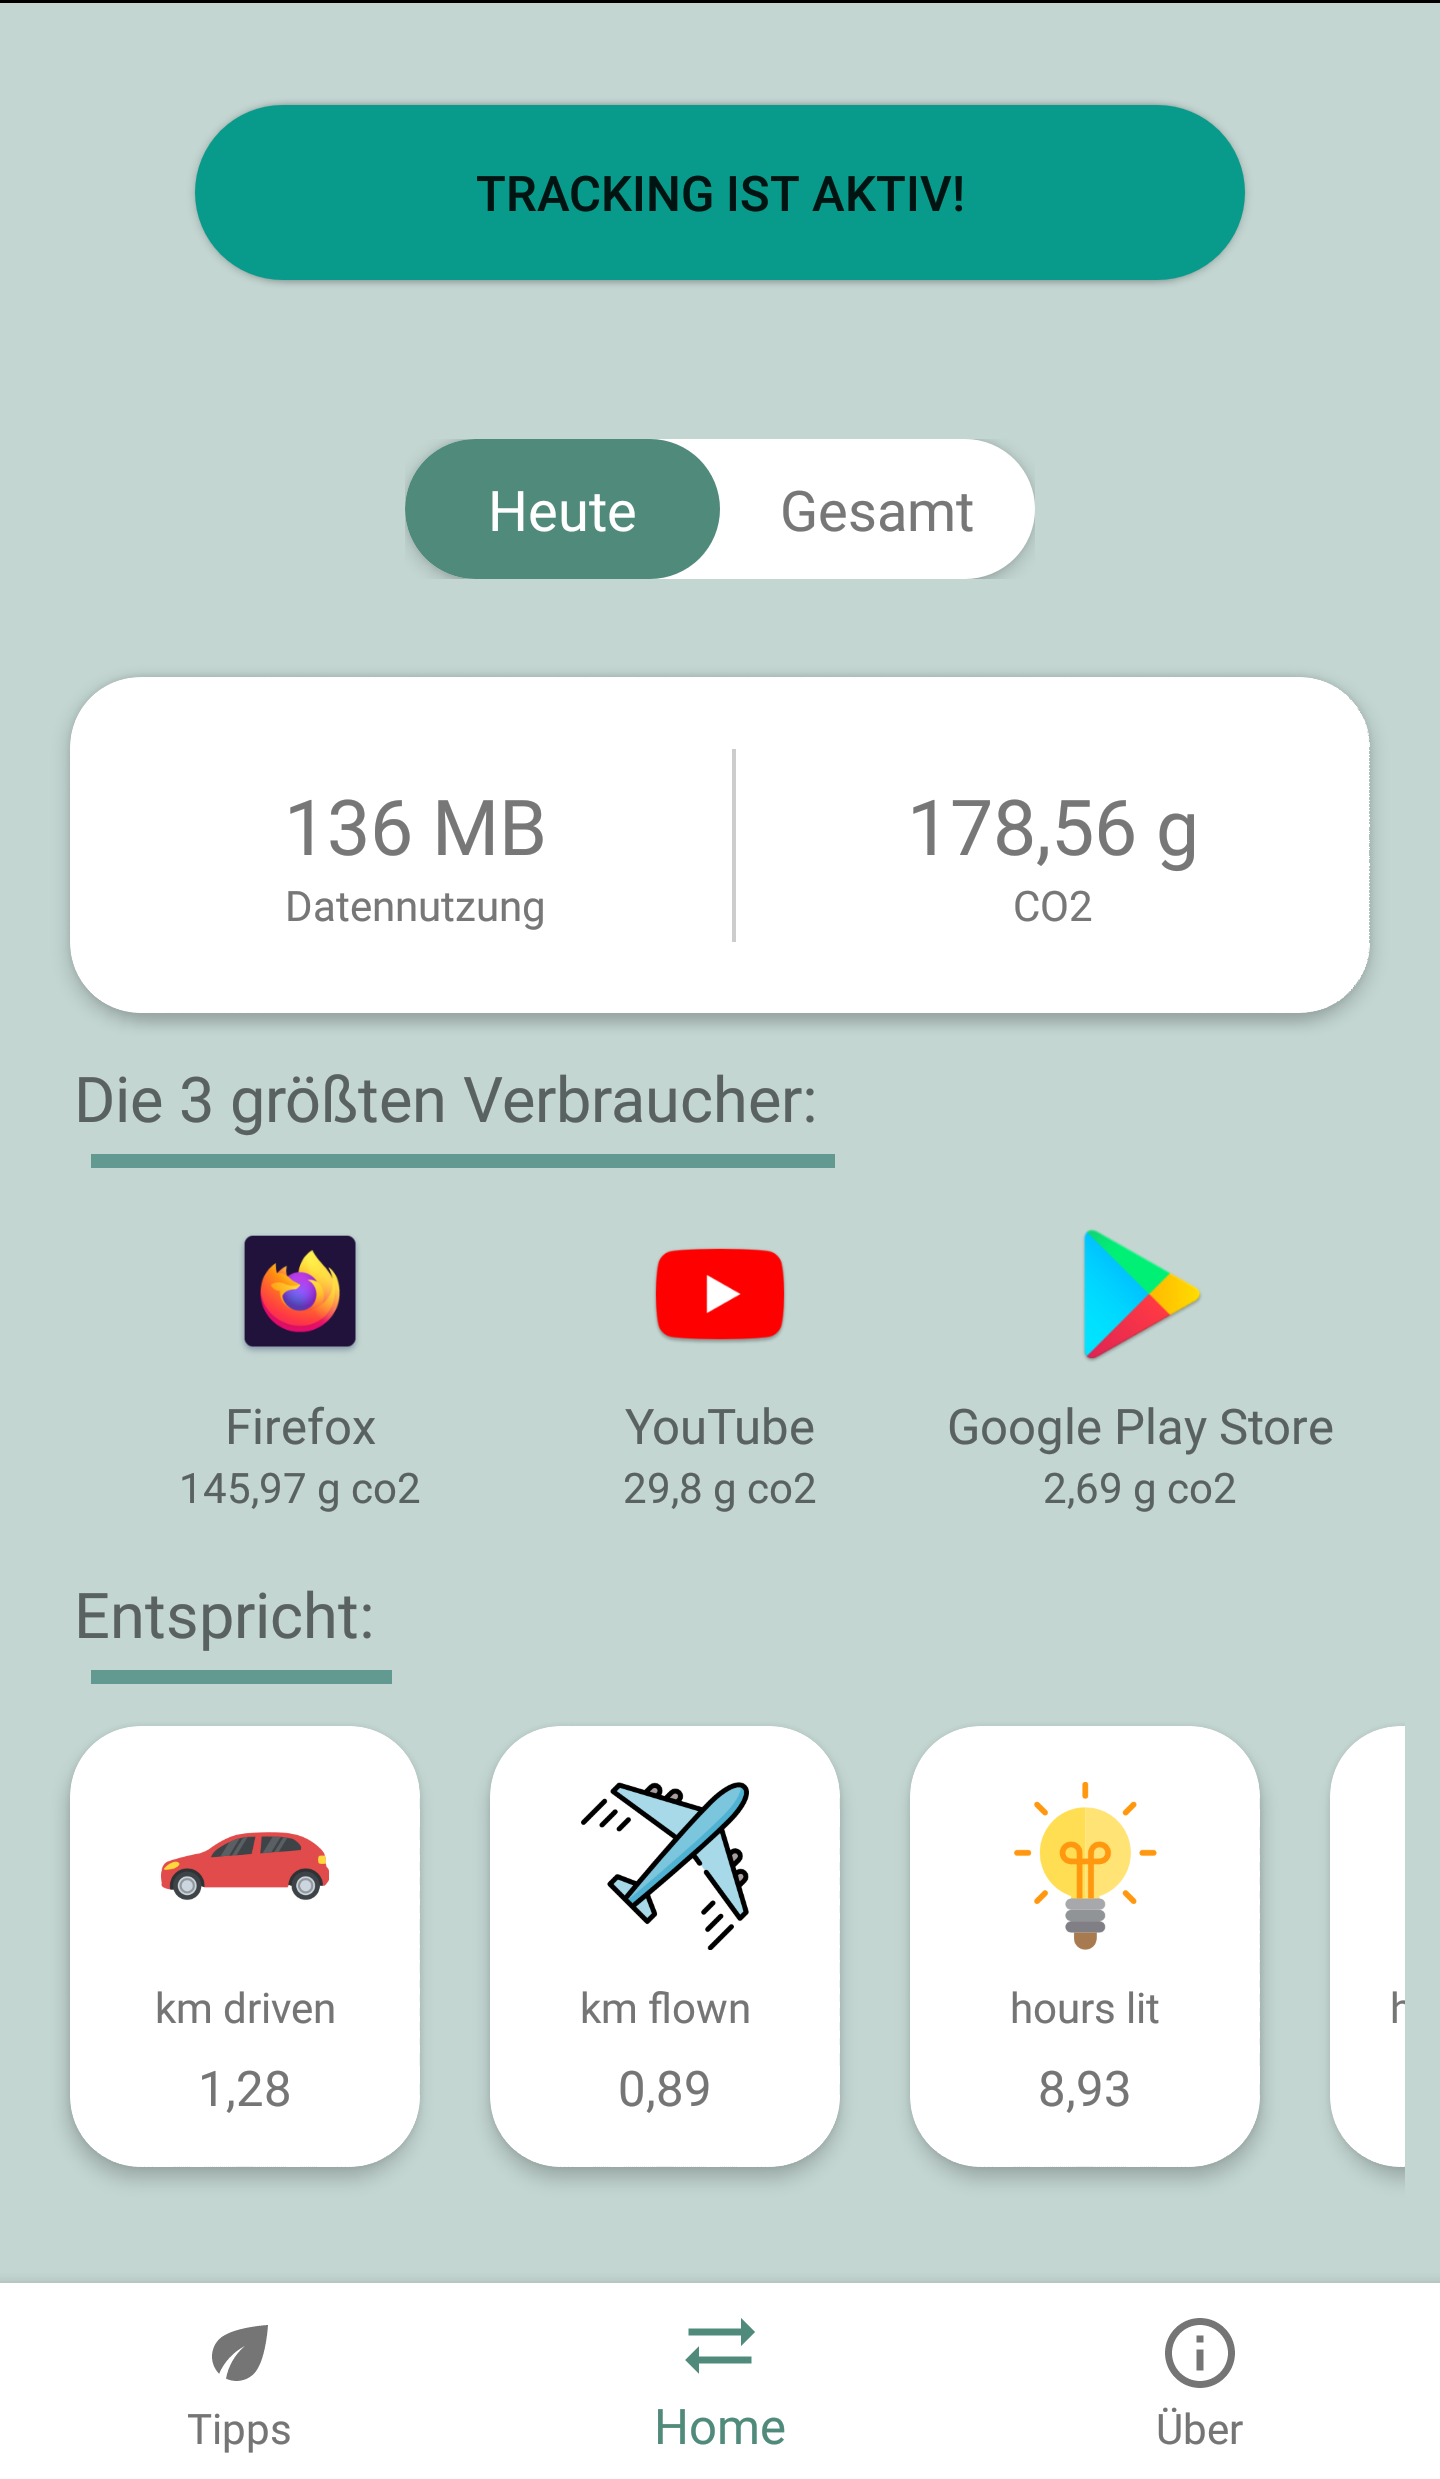 TRACKING IST AKTIV!
Heute Gesamt
136 MB 178,56 g
Datennutzung CO2
Die 3 größten Verbraucher:
Firefox YouTube Google Play Store
145,97 g co2 29,8 g co2 2,69 g co2
Entspricht:
km driven km flown hours lit
1,28 0,89 8,93
Tipps Home Über